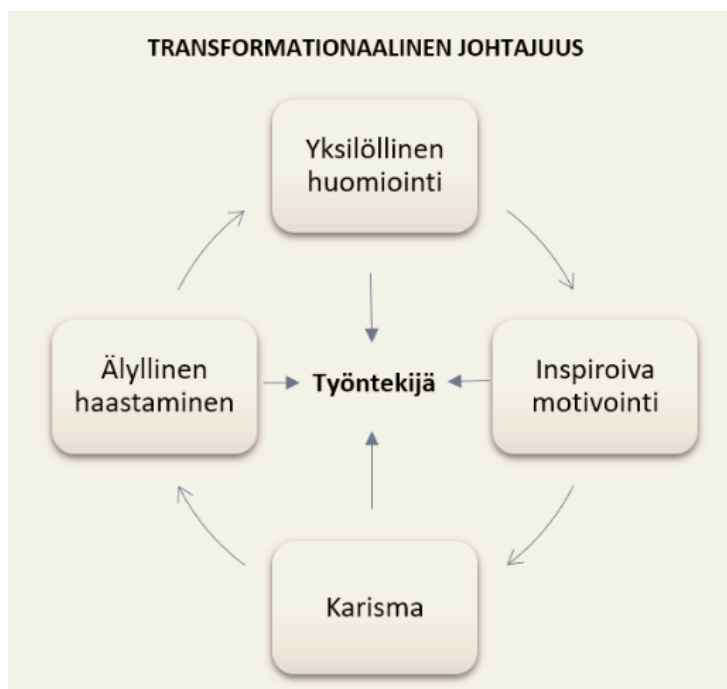 TRANSFORMATIONAALINEN JOHTAJUUS
Yksilöllinen
huomiointi
Älyllinen
haastaminen
Työntekijä
Inspiroiva
motivointi
Karisma